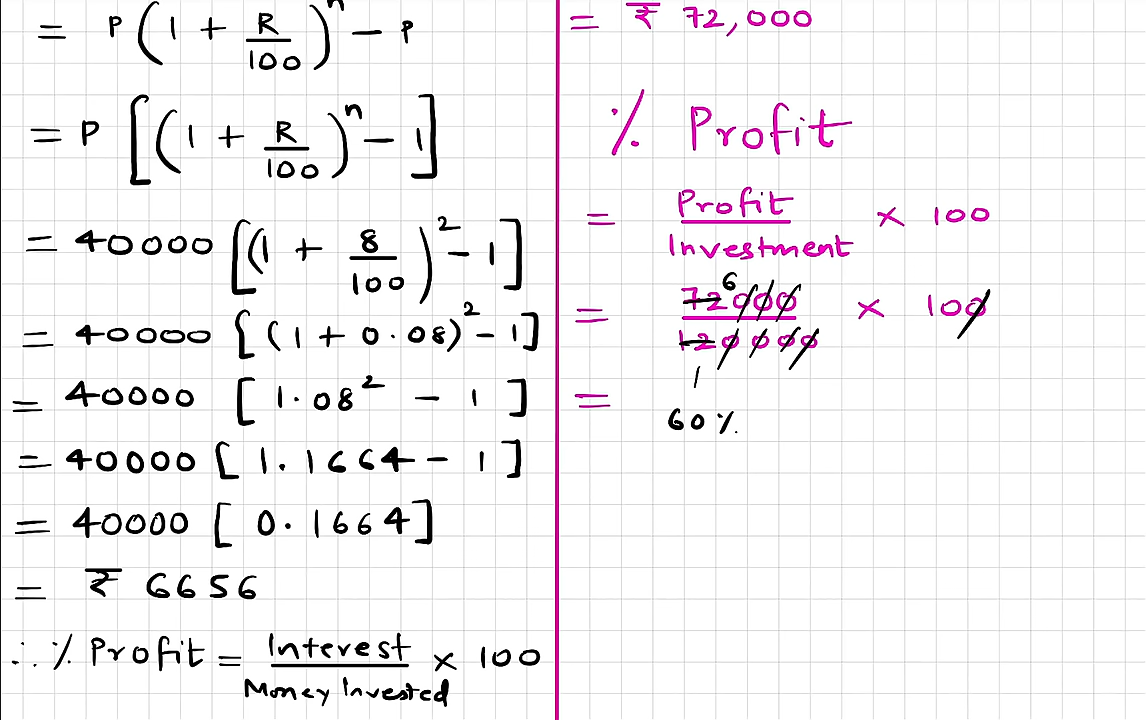 = P(1 + R/100)^n - P
= P[(1 + R/100)^n - 1]
= 40000[(1 + 8/100)^2 - 1]
= 40000[(1 + 0.08)^2 - 1]
= 40000 [1.08^2 - 1]
= 40000 [1.1664 - 1]
= 40000 [0.1664]
= ₹ 6656
∴ % Profit = Interest/Money Invested × 100
= ₹ 72,000
% Profit
= Profit/Investment × 100
6
= 72000/120000 × 100
1
=
60%